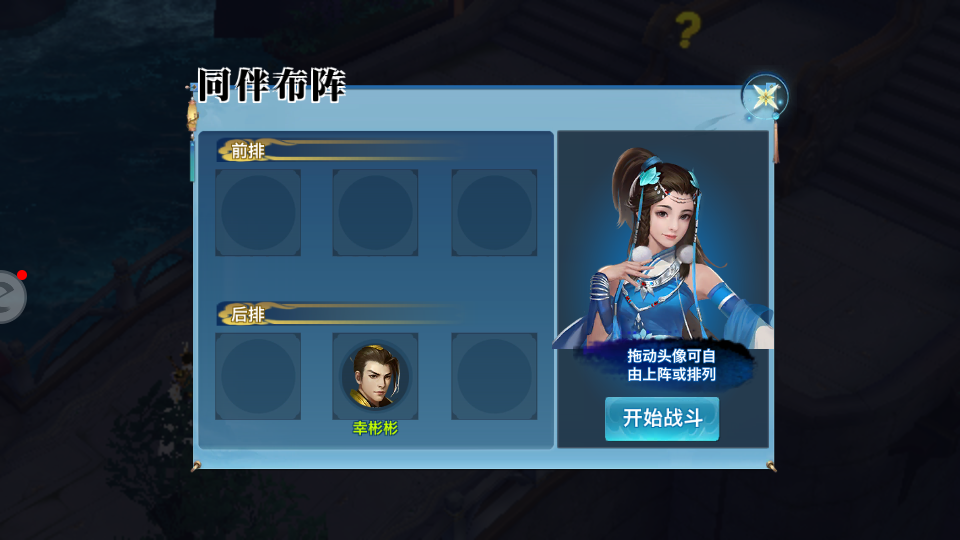 同伴布阵
前排
后排
幸彬彬
拖动头像可自
由上阵或排列
开始战斗
?